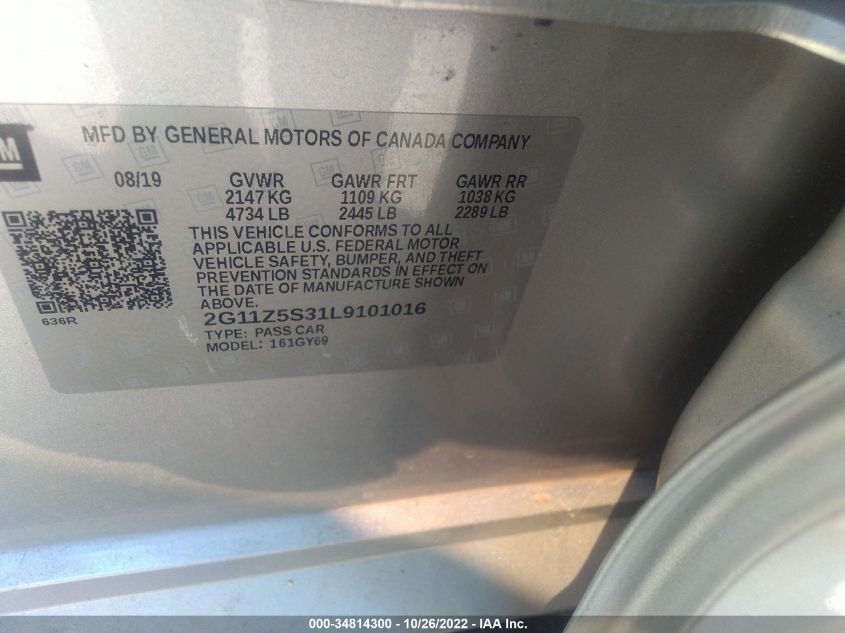 GM
MFD BY GENERAL MOTORS OF CANADA COMPANY
08/19 GVWR GAWR FRT GAWR RR
2147 KG 1109 KG 1038 KG
4734 LB 2445 LB 2289 LB
THIS VEHICLE CONFORMS TO ALL
APPLICABLE U.S. FEDERAL MOTOR
VEHICLE SAFETY, BUMPER, AND THEFT
PREVENTION STANDARDS IN EFFECT ON
THE DATE OF MANUFACTURE SHOWN
ABOVE.
636R 2G11Z5S31L9101016
TYPE: PASS CAR
MODEL: 161GY69
000-34814300 | 10/26/2022 - IAA Inc.